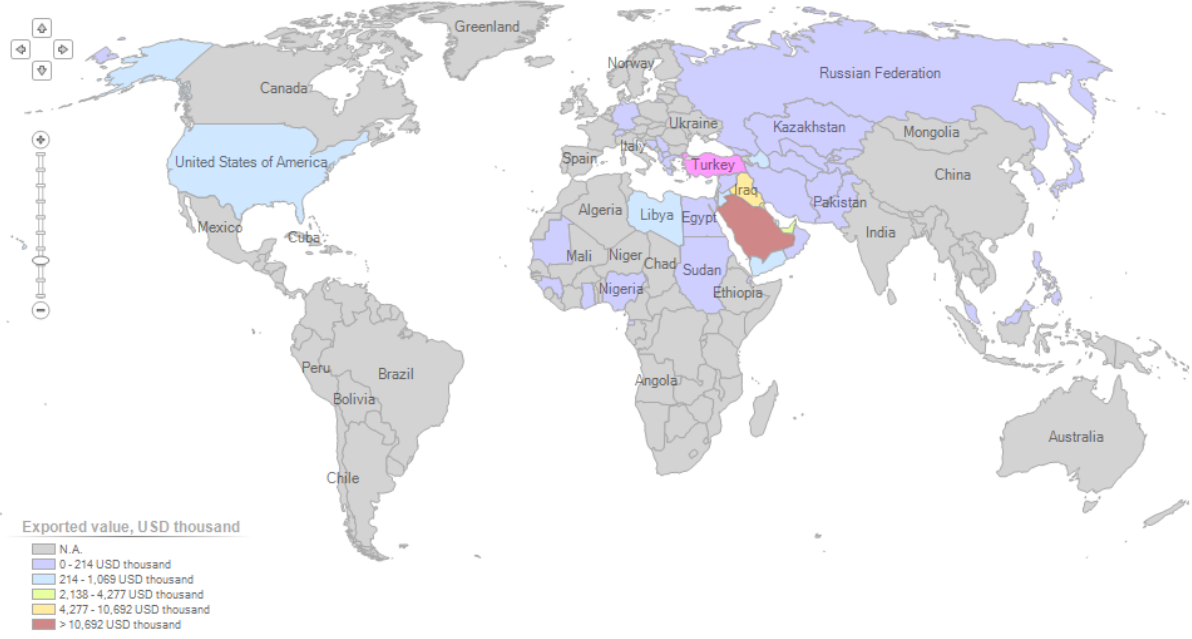 Greenland
Norway
Russian Federation
Canada
Ukraine
Kazakhstan
Mongolia
Italy
Spain
United States of America
Turkey
China
Iraq
Pakistan
Algeria
Libya
Egypt
Mexico
India
Cuba
Mali
Niger
Chad
Sudan
Nigeria
Ethiopia
Peru
Brazil
Angola
Bolivia
Australia
Chile
Exported value, USD thousand
N.A.
0 - 214 USD thousand
214 - 1,069 USD thousand
2,138 - 4,277 USD thousand
4,277 - 10,692 USD thousand
> 10,692 USD thousand